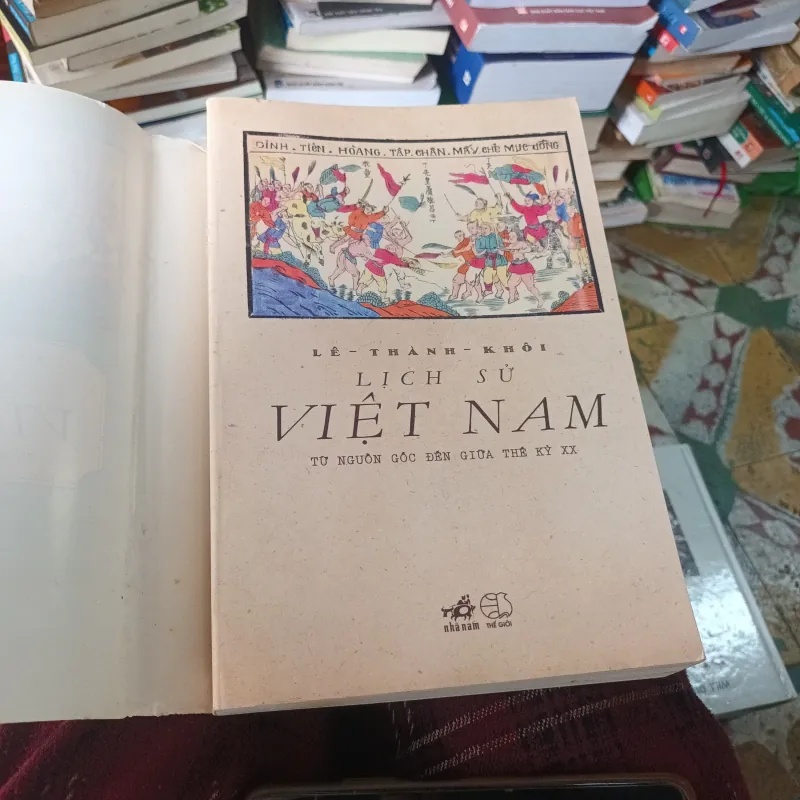 ĐINH . TIÊN . HOÀNG . TẬP . CHẬN . MẤY CHẺ MỤC ĐỒNG
LÊ - THÀNH - KHÔI
LỊCH SỬ
VIỆT NAM
TỪ NGUỒN GỐC ĐẾN GIỮA THẾ KỶ XX
nhã nam
THẾ GIỚI